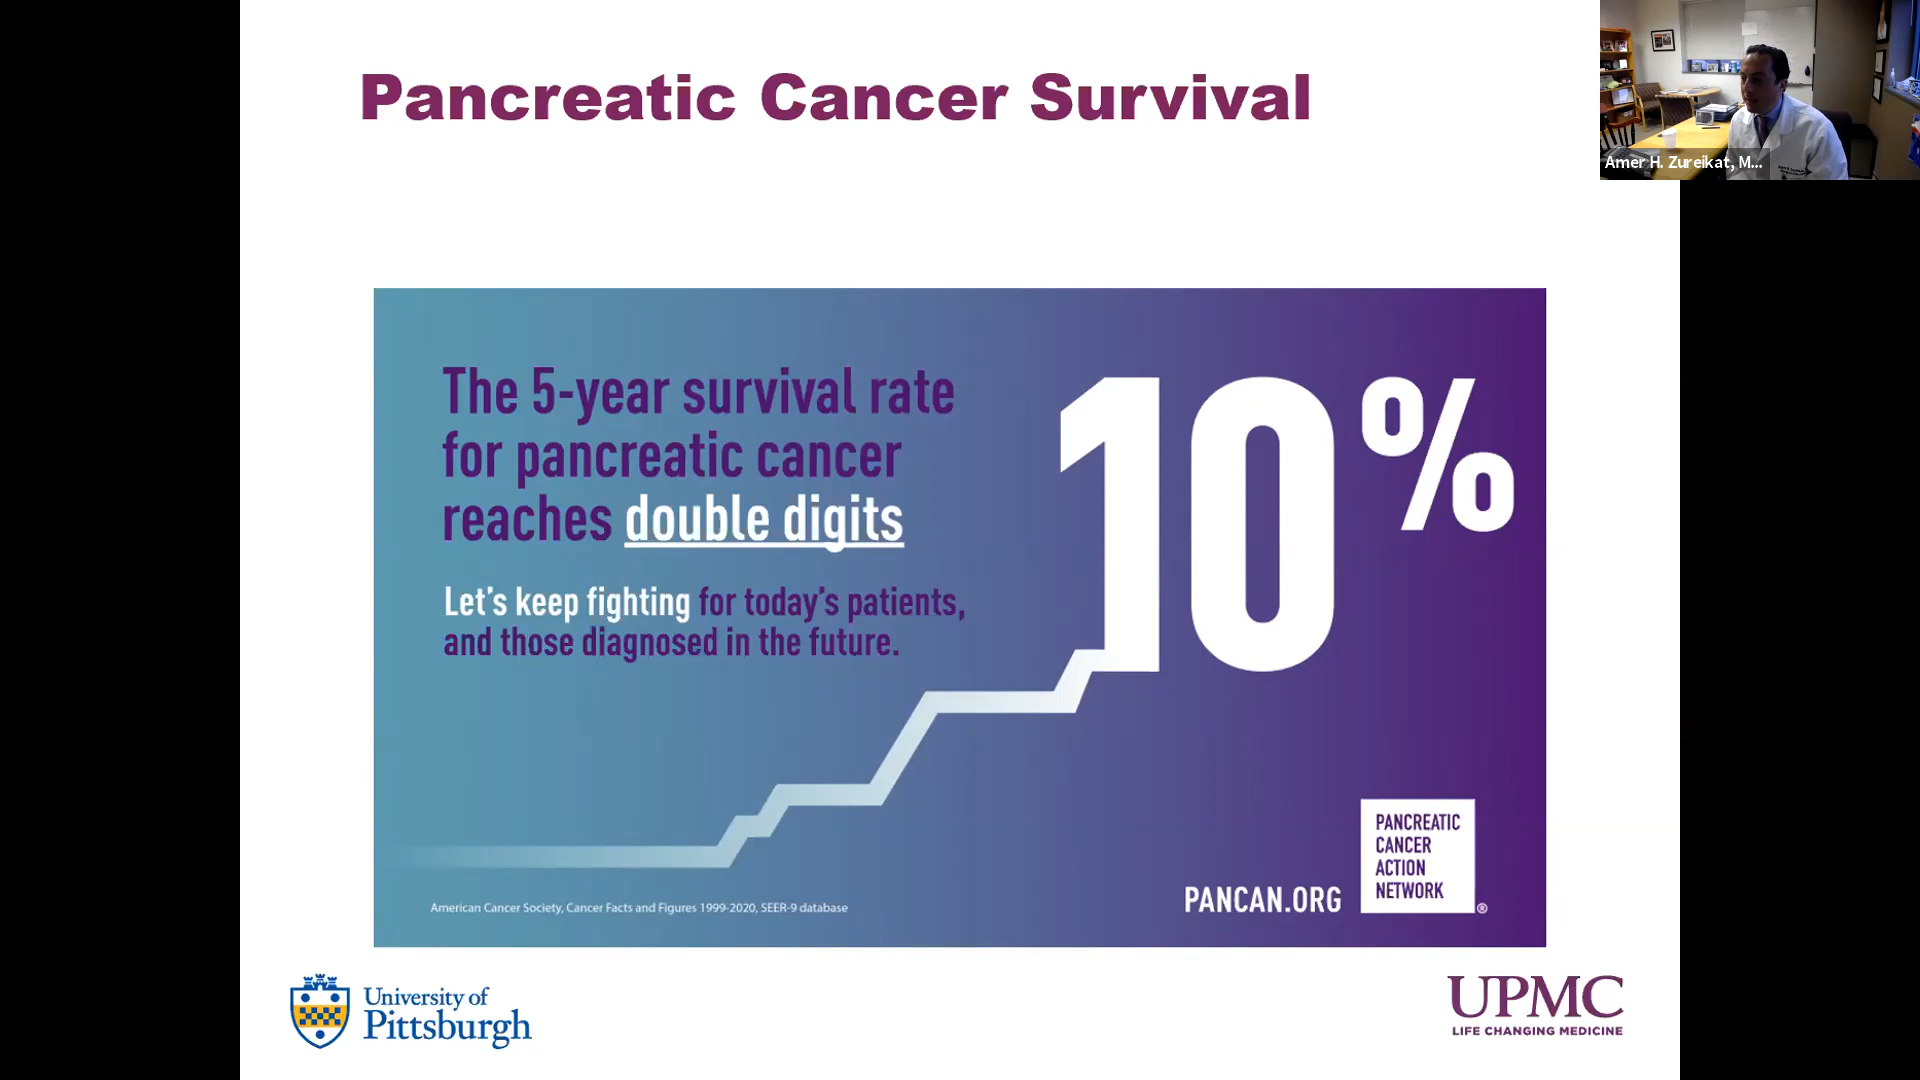 Pancreatic Cancer Survival
Amer H. Zureikat, M...
The 5-year survival rate
for pancreatic cancer
reaches double digits
10%
Let's keep fighting for today's patients,
and those diagnosed in the future.
American Cancer Society, Cancer Facts and Figures 1999-2020, SEER-9 database
PANCAN.ORG
PANCREATIC
CANCER
ACTION
NETWORK
®
University of
Pittsburgh
UPMC
LIFE CHANGING MEDICINE